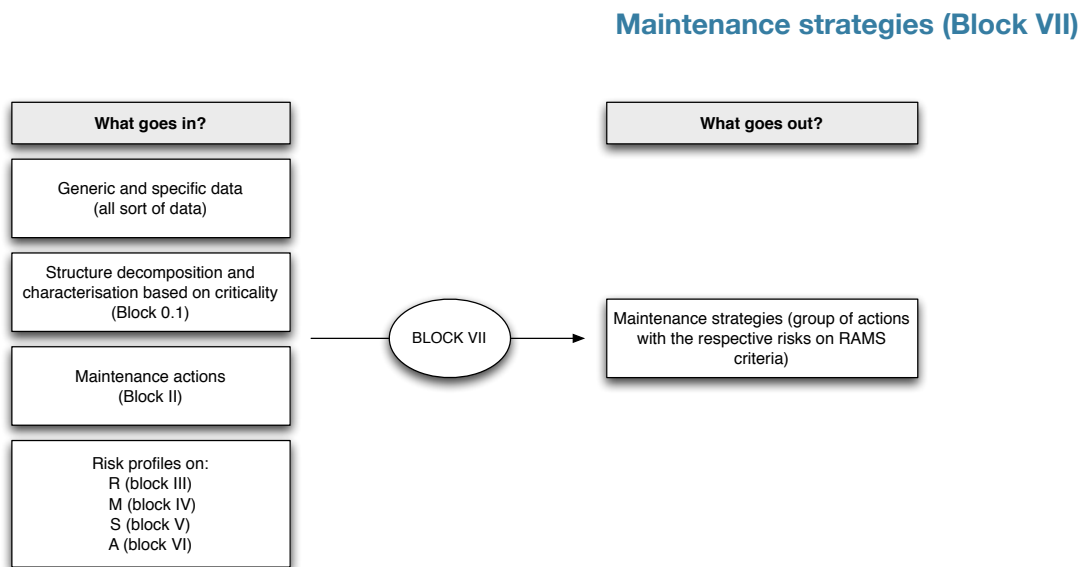 Maintenance strategies (Block VII)
What goes in?
What goes out?
Generic and specific data
(all sort of data)
Structure decomposition and
characterisation based on criticality
(Block 0.1)
Maintenance actions
(Block II)
Risk profiles on:
R (block III)
M (block IV)
S (block V)
A (block VI)
BLOCK VII
Maintenance strategies (group of actions
with the respective risks on RAMS
criteria)